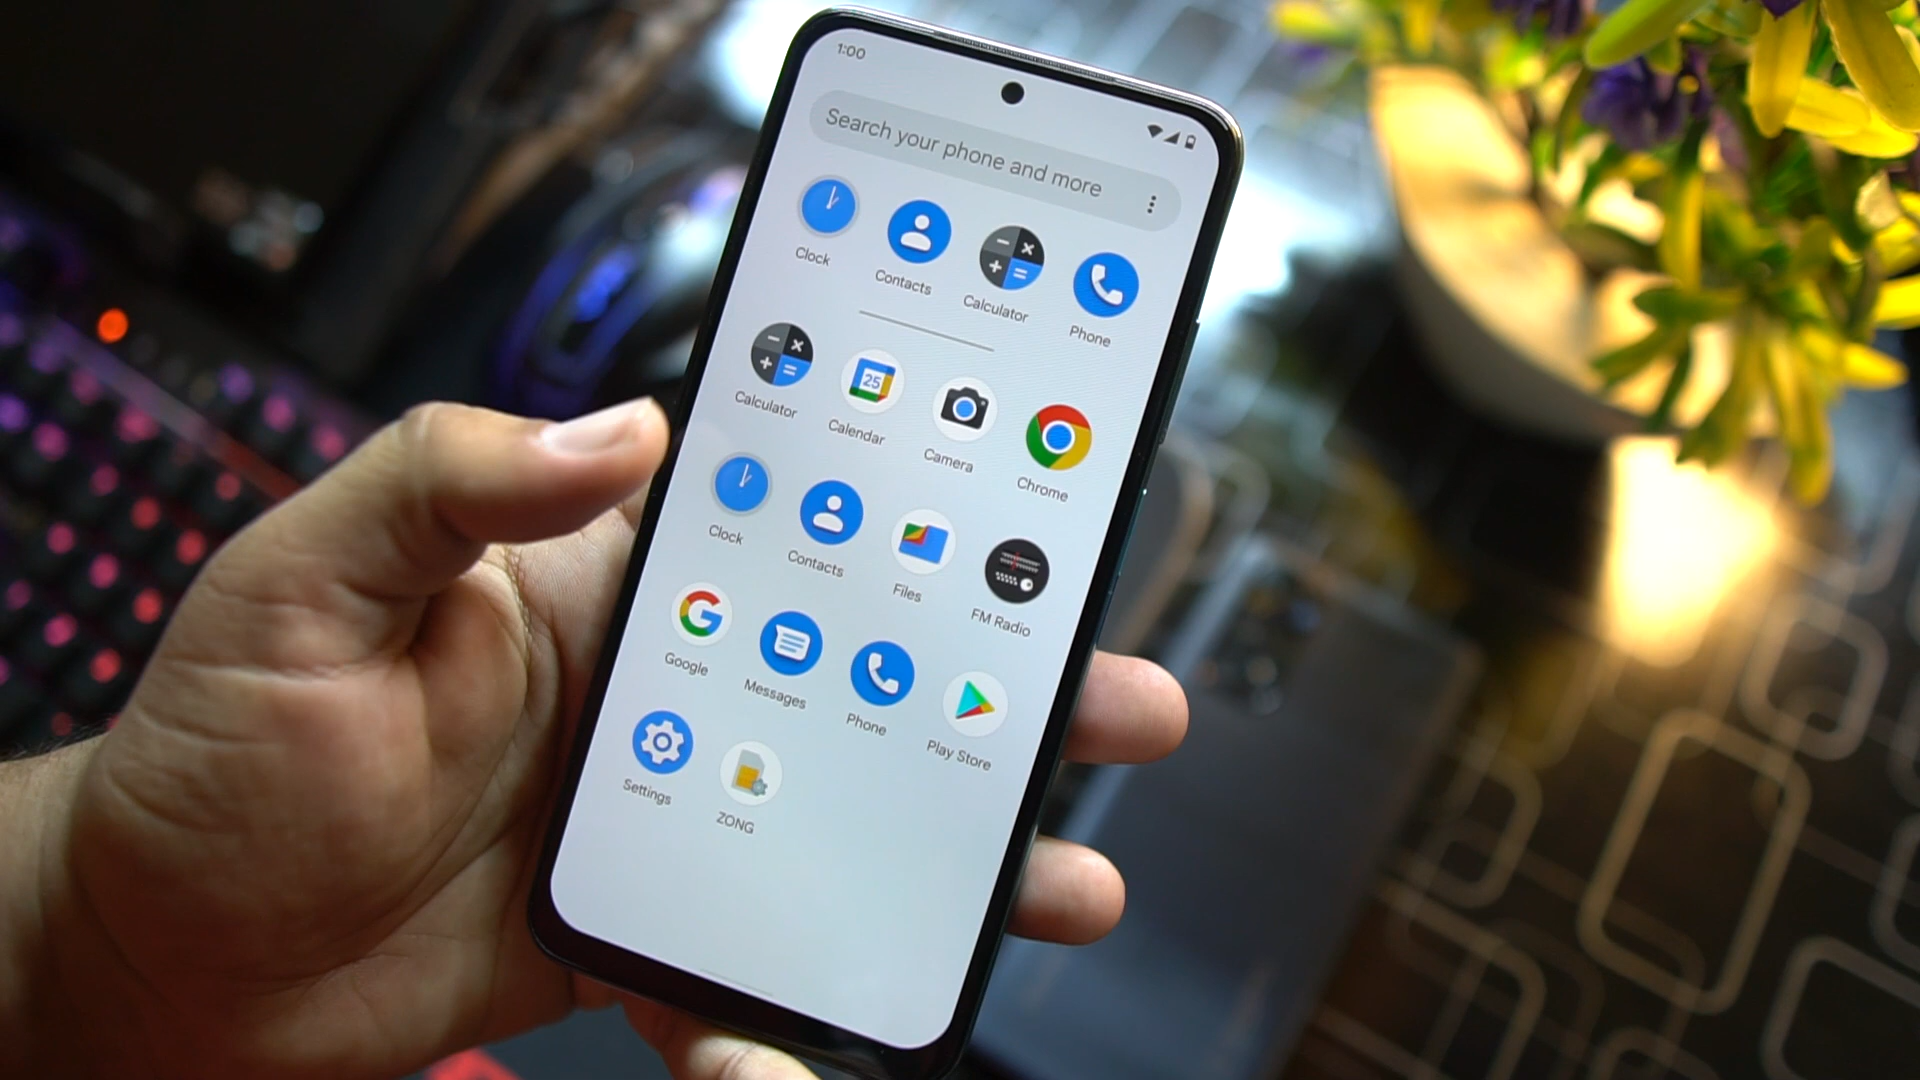 1:00
Search your phone and more
Clock Contacts Calculator Phone
Calculator 25 Calendar Camera Chrome
Clock Contacts Files FM Radio
Google Messages Phone Play Store
Settings ZONG